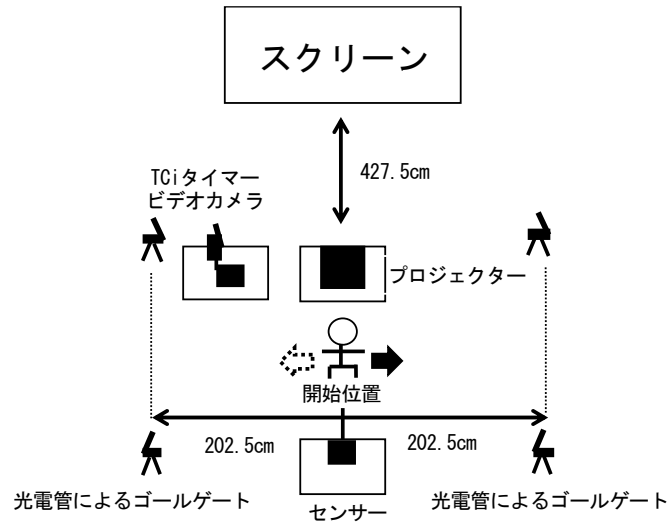 スクリーン
427.5cm
TCiタイマー
ビデオカメラ
プロジェクター
開始位置
202.5cm
202.5cm
光電管によるゴールゲート
センサー
光電管によるゴールゲート